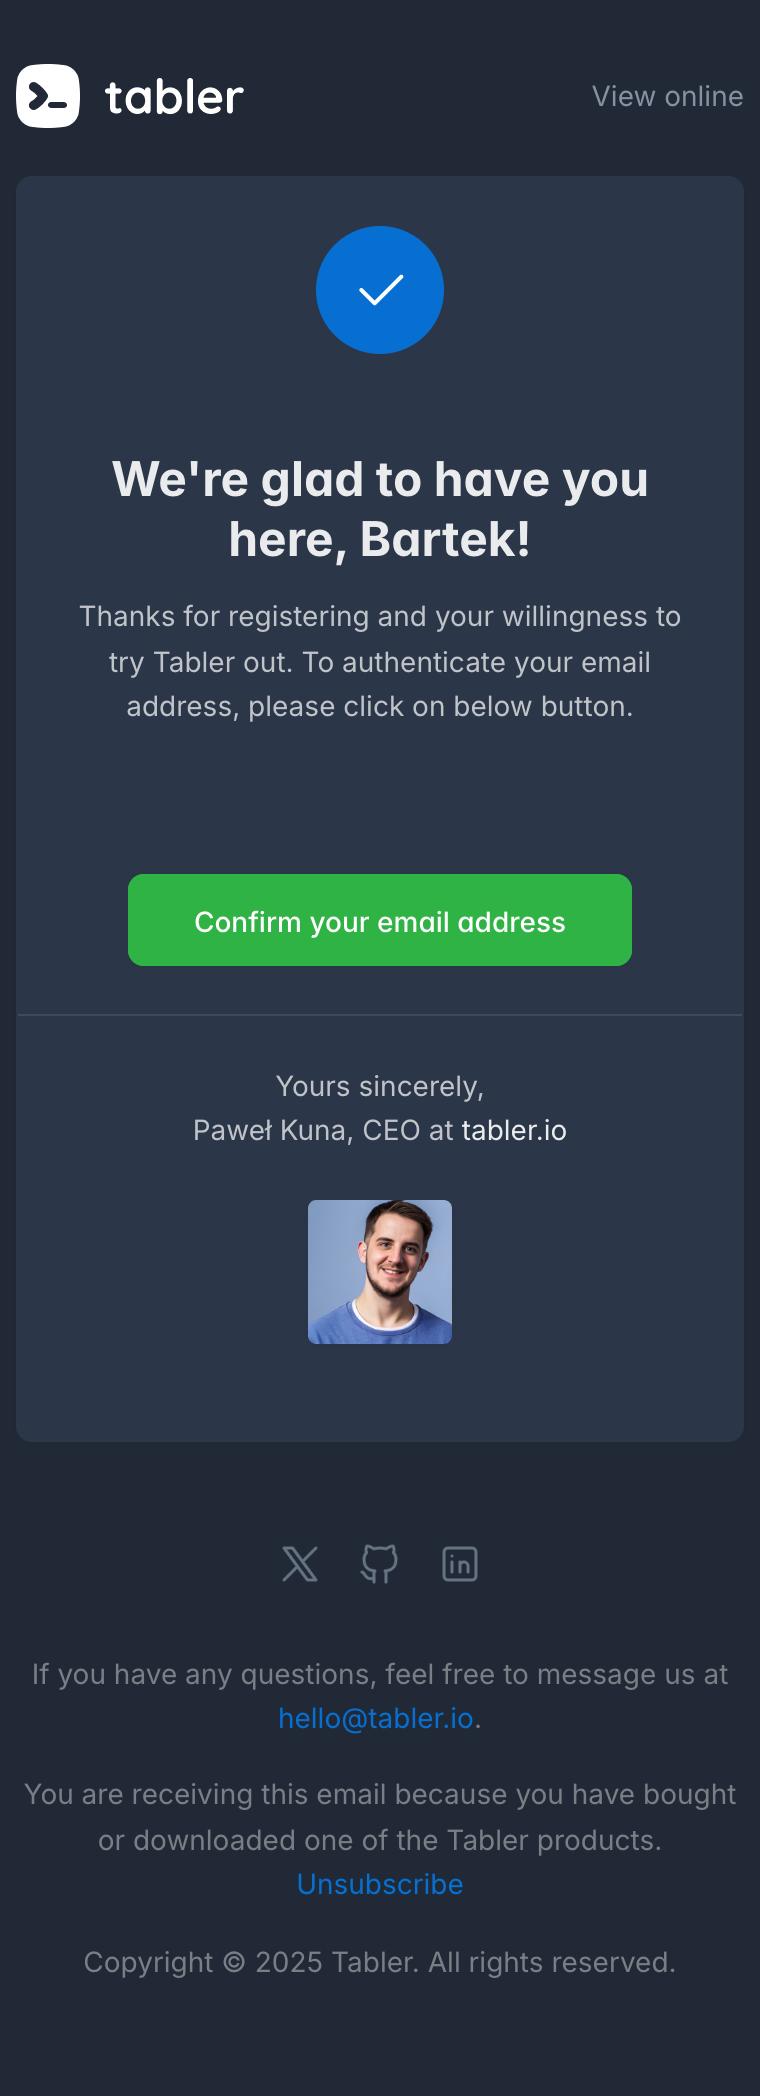 tabler
View online
We're glad to have you
here, Bartek!
Thanks for registering and your willingness to
try Tabler out. To authenticate your email
address, please click on below button.
Confirm your email address
Yours sincerely,
Paweł Kuna, CEO at tabler.io
If you have any questions, feel free to message us at
hello@tabler.io.
You are receiving this email because you have bought
or downloaded one of the Tabler products.
Unsubscribe
Copyright © 2025 Tabler. All rights reserved.